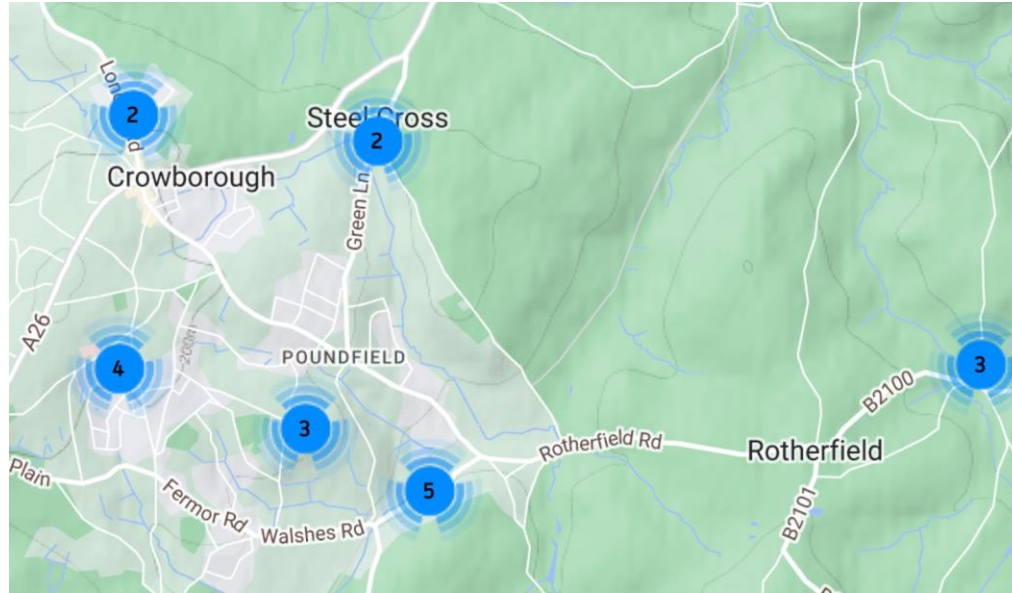 2
Steel Cross
2
Crowborough
Green Ln
A26
200m
POUNDFIELD
4
3
3
B2100
Rotherfield Rd
Rotherfield
5
Plain
Fermor Rd
Walshes Rd
B2101